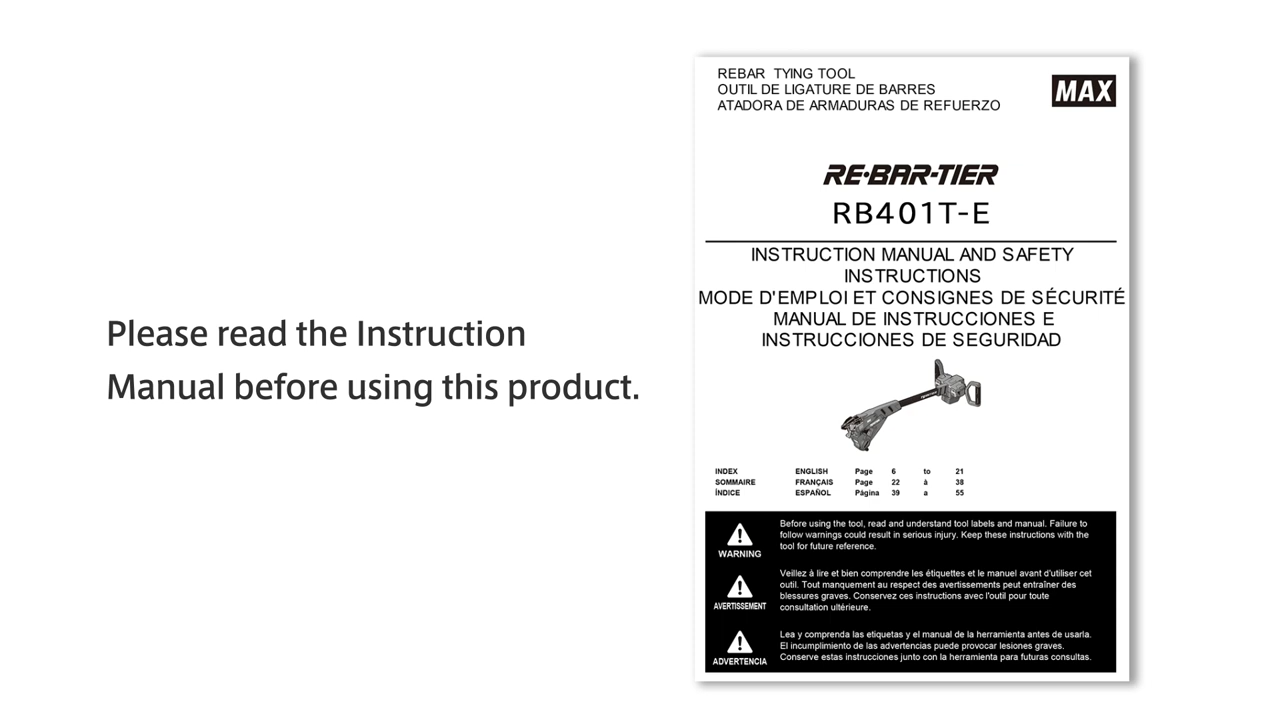 Please read the Instruction
Manual before using this product.
REBAR TYING TOOL
OUTIL DE LIGATURE DE BARRES
ATADORA DE ARMADURAS DE REFUERZO
MAX
RE·BAR-TIER
RB401T-E
INSTRUCTION MANUAL AND SAFETY
INSTRUCTIONS
MODE D'EMPLOI ET CONSIGNES DE SÉCURITÉ
MANUAL DE INSTRUCCIONES E
INSTRUCCIONES DE SEGURIDAD
INDEX ENGLISH Page 6 to 21
SOMMAIRE FRANÇAIS Page 22 à 38
ÍNDICE ESPAÑOL Página 39 a 55
WARNING
Before using the tool, read and understand tool labels and manual. Failure to
follow warnings could result in serious injury. Keep these instructions with the
tool for future reference.
AVERTISSEMENT
Veillez à lire et bien comprendre les étiquettes et le manuel avant d'utiliser cet
outil. Tout manquement au respect des avertissements peut entraîner des
blessures graves. Conservez ces instructions avec l'outil pour toute
consultation ultérieure.
ADVERTENCIA
Lea y comprenda las etiquetas y el manual de la herramienta antes de usarla.
El incumplimiento de las advertencias puede provocar lesiones graves.
Conserve estas instrucciones junto con la herramienta para futuras consultas.